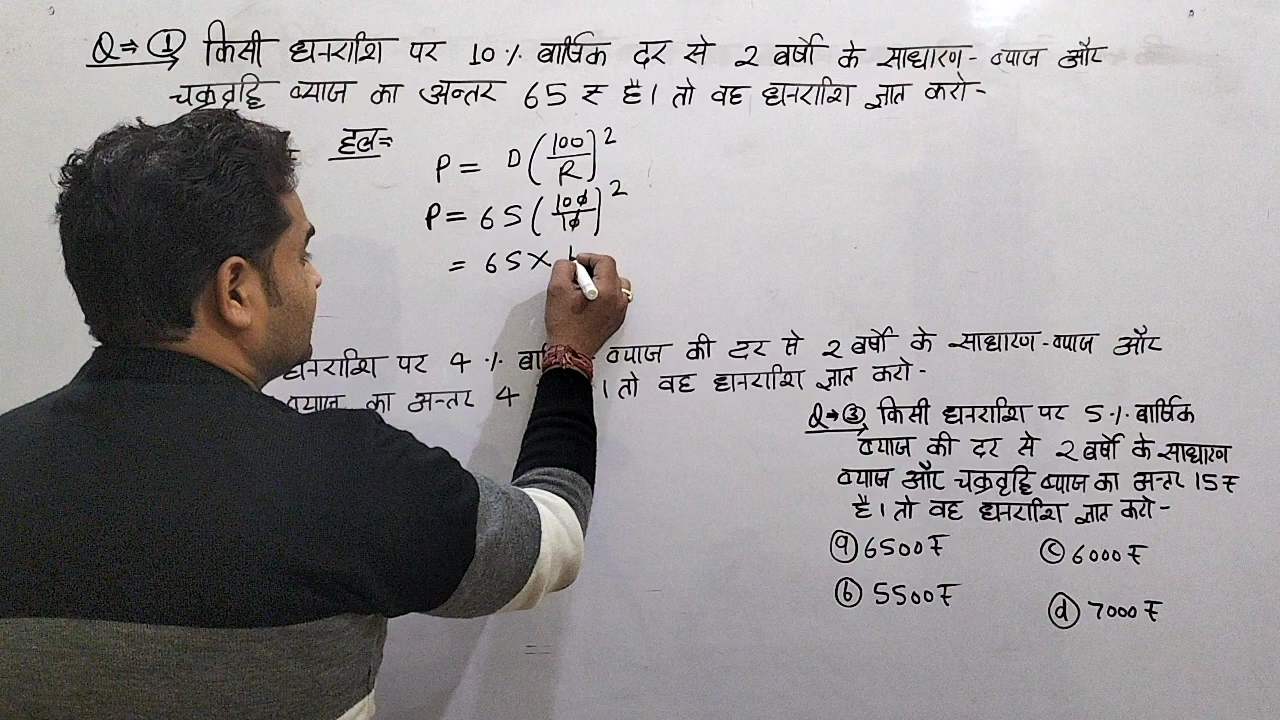 Q⇒ ① किसी धनराशि पर 10% वार्षिक दर से 2 वर्षो के साधारण- ब्याज और
चक्रवृद्धि ब्याज का अन्तर 65 ₹ है। तो वह धनराशि ज्ञात करो-
हल⇒
P = D (100/R)²
P = 65 (100/10)²
= 65 X
धनराशि पर 4 % ब्याज की दर से 2 वर्षो के साधारण-ब्याज और
ब्याज का अन्तर 4 । तो वह धनराशि ज्ञात करो-
Q→③ किसी धनराशि पर 5% वार्षिक
ब्याज की दर से 2 वर्षो के साधारण
ब्याज और चक्रवृद्धि ब्याज का अन्तर 15 ₹
है। तो वह धनराशि ज्ञात करो-
ⓐ 6500 ₹ ⓒ 6000 ₹
ⓑ 5500 ₹ ⓓ 7000 ₹